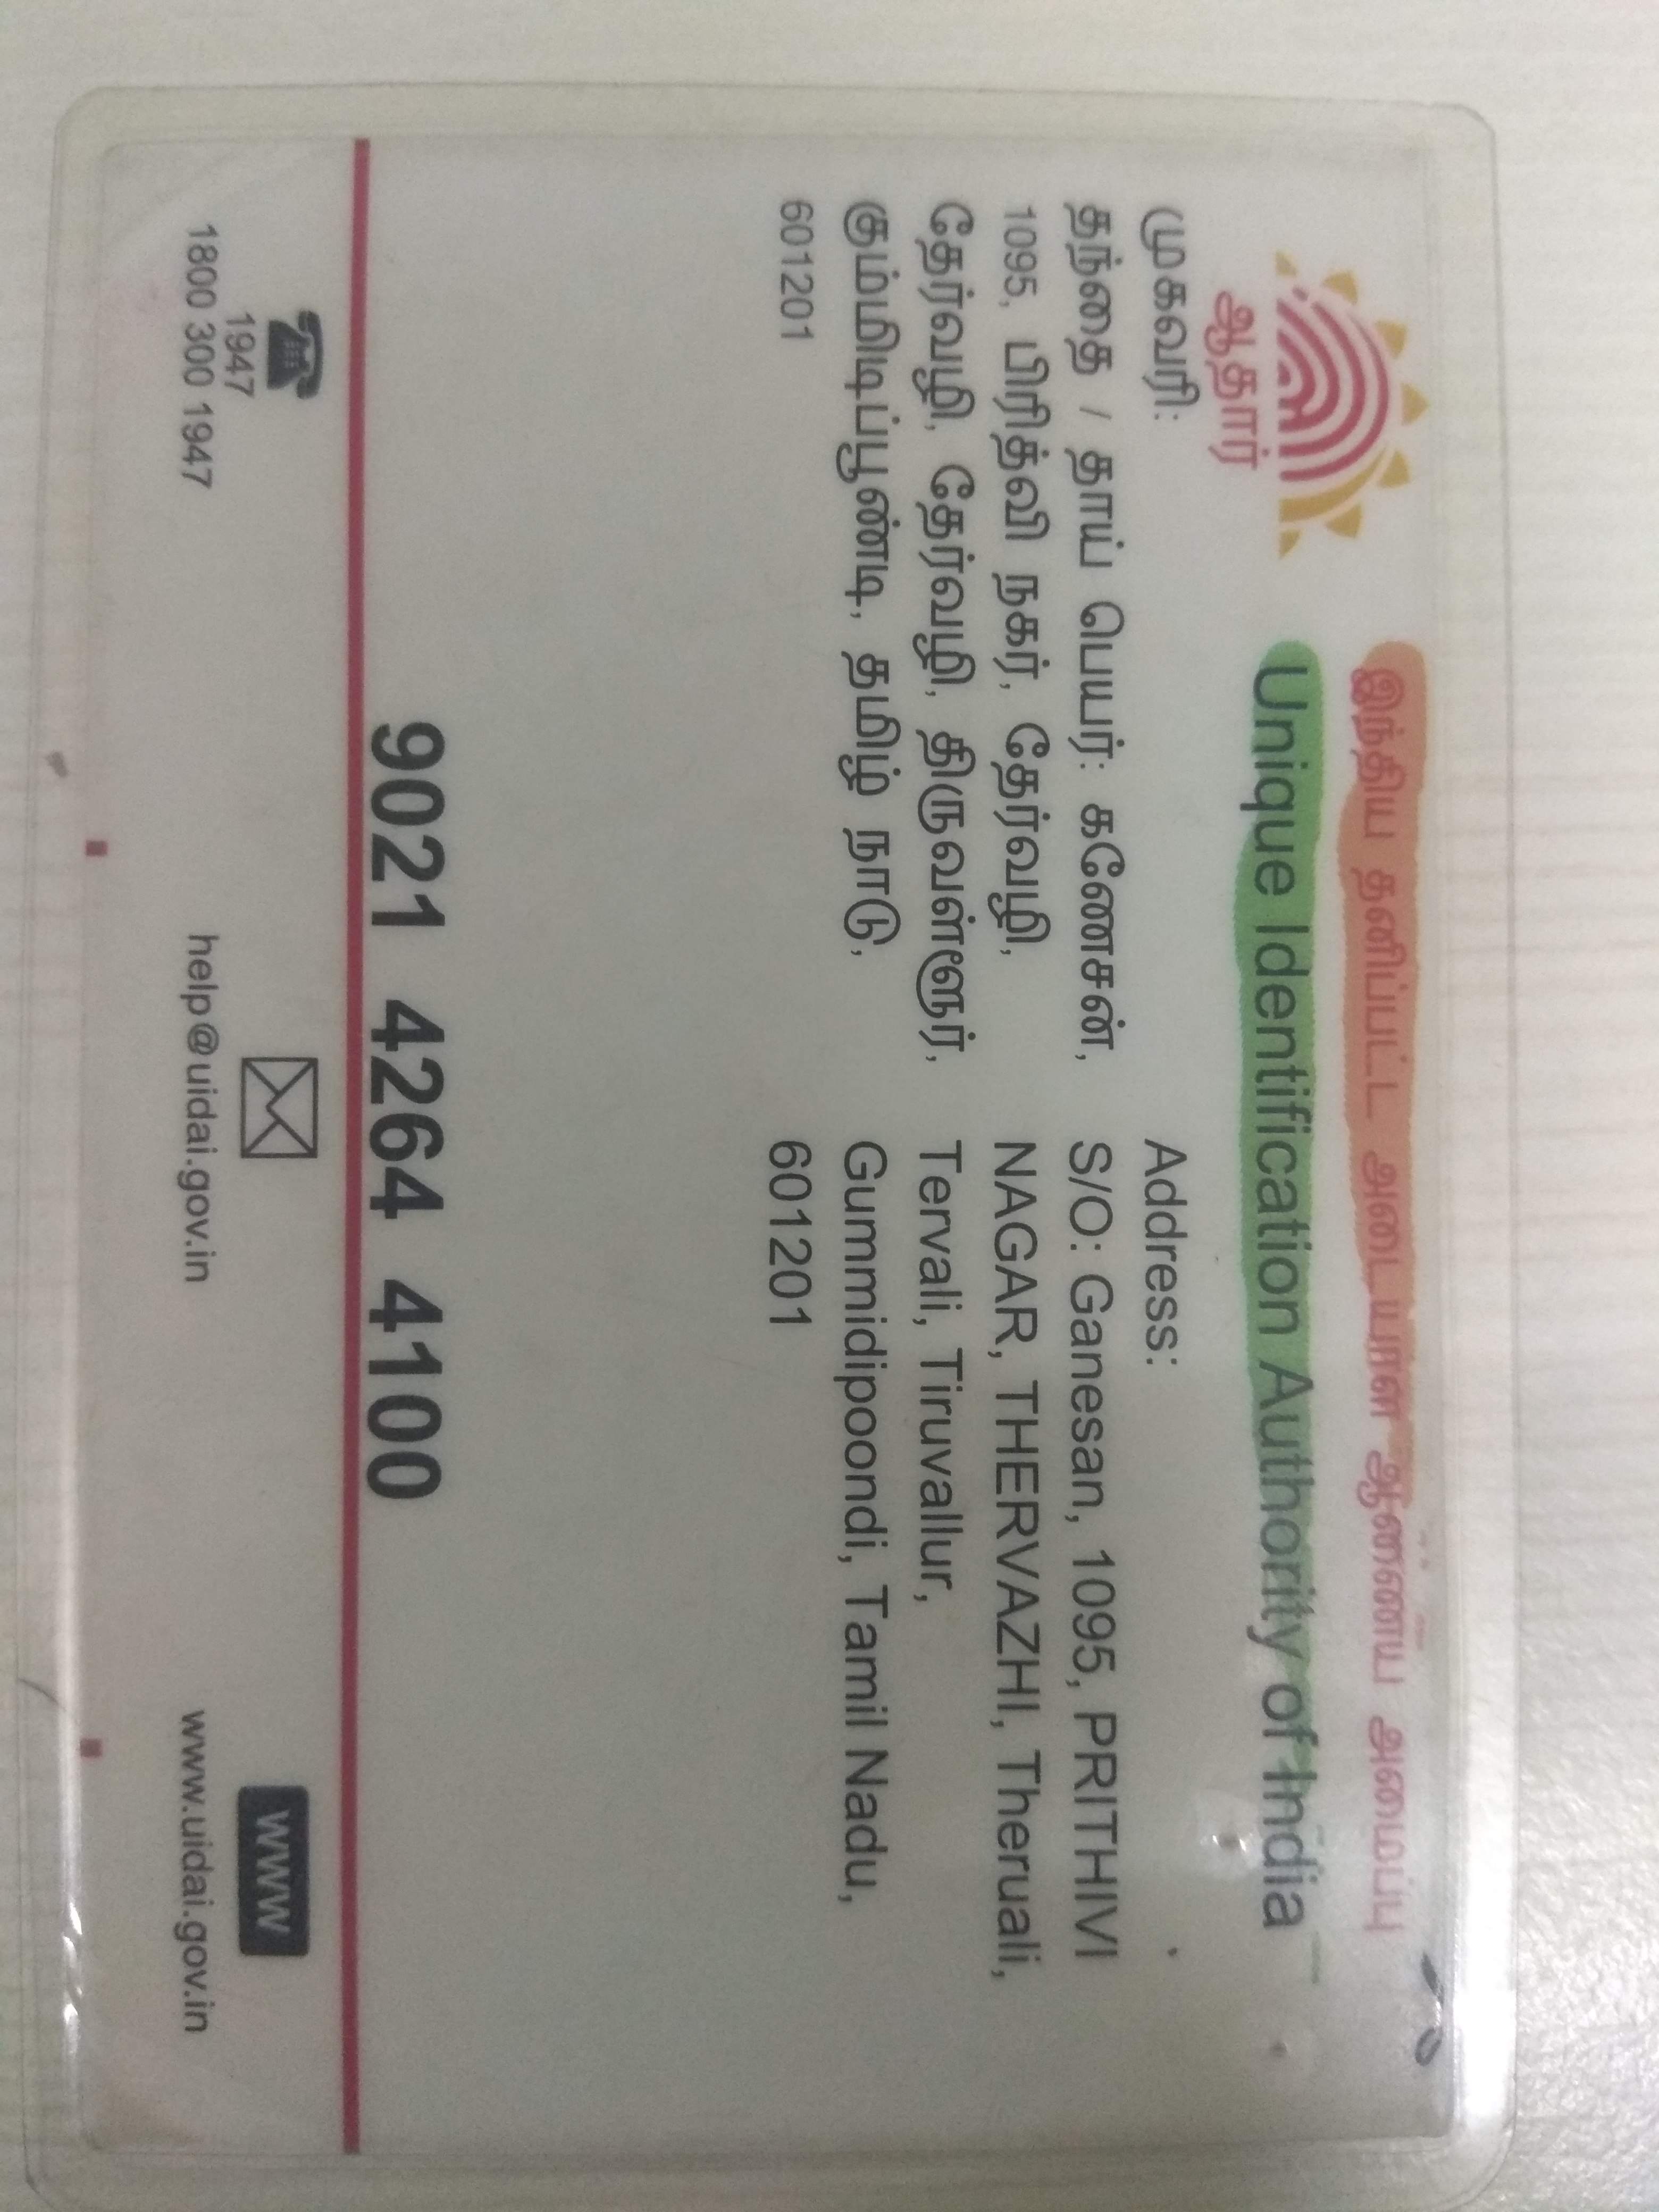 இந்திய தனிப்பட்ட அடையாள ஆணைய அமைப்பு
Unique Identification Authority of India
ஆதார்
முகவரி:
தந்தை / தாய் பெயர்: கணேசன்,
1095, பிரித்வி நகர், தேர்வழி,
தேர்வழி, தேர்வழி, திருவள்ளூர்,
கும்மிடிப்பூண்டி, தமிழ் நாடு,
601201
Address:
S/O: Ganesan, 1095, PRITHIVI
NAGAR, THERVAZHI, Theruali,
Tervali, Tiruvallur,
Gummidipoondi, Tamil Nadu,
601201
9021 4264 4100
1947
1800 300 1947
help@uidai.gov.in
WWW
www.uidai.gov.in